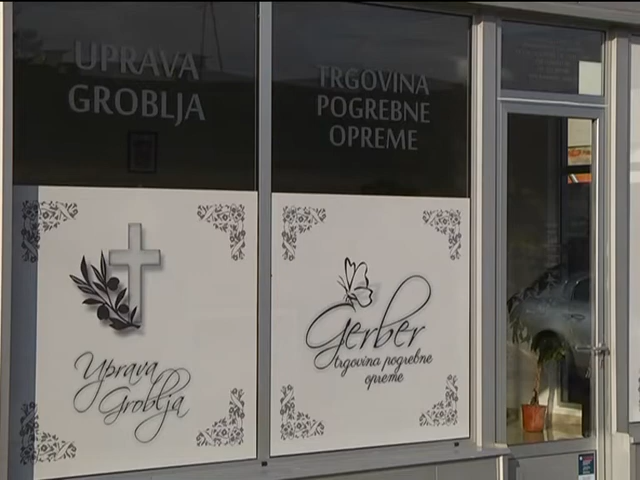 UPRAVA
GROBLJA
TRGOVINA
POGREBNE
OPREME
Uprava
Groblja
Gerber
trgovina pogrebne
opreme